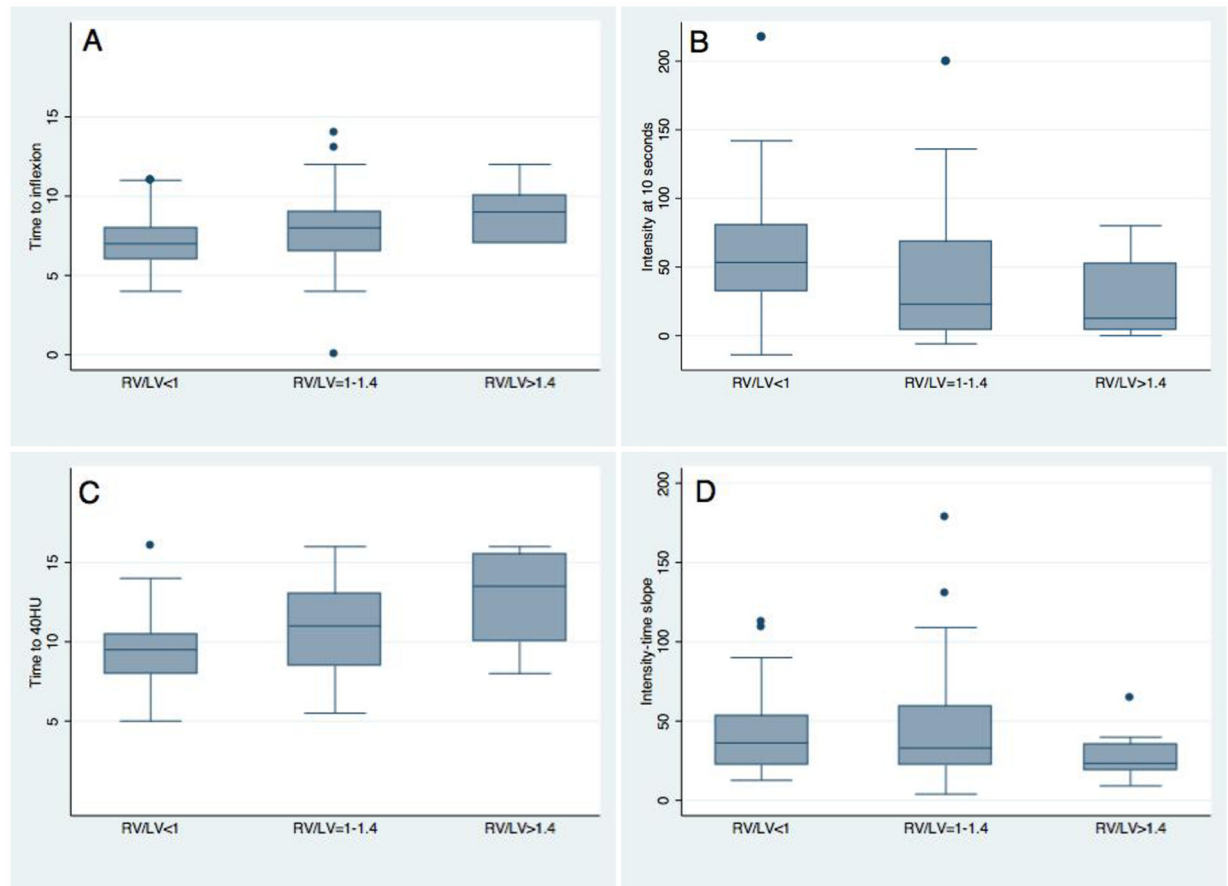 A
Time to inflexion
15
10
5
0
RV/LV<1 RV/LV=1-1.4 RV/LV>1.4
B
Intensity at 10 seconds
200
150
100
50
0
RV/LV<1 RV/LV=1-1.4 RV/LV>1.4
C
Time to 40HU
15
10
5
RV/LV<1 RV/LV=1-1.4 RV/LV>1.4
D
Intensity-time slope
200
150
100
50
0
RV/LV<1 RV/LV=1-1.4 RV/LV>1.4